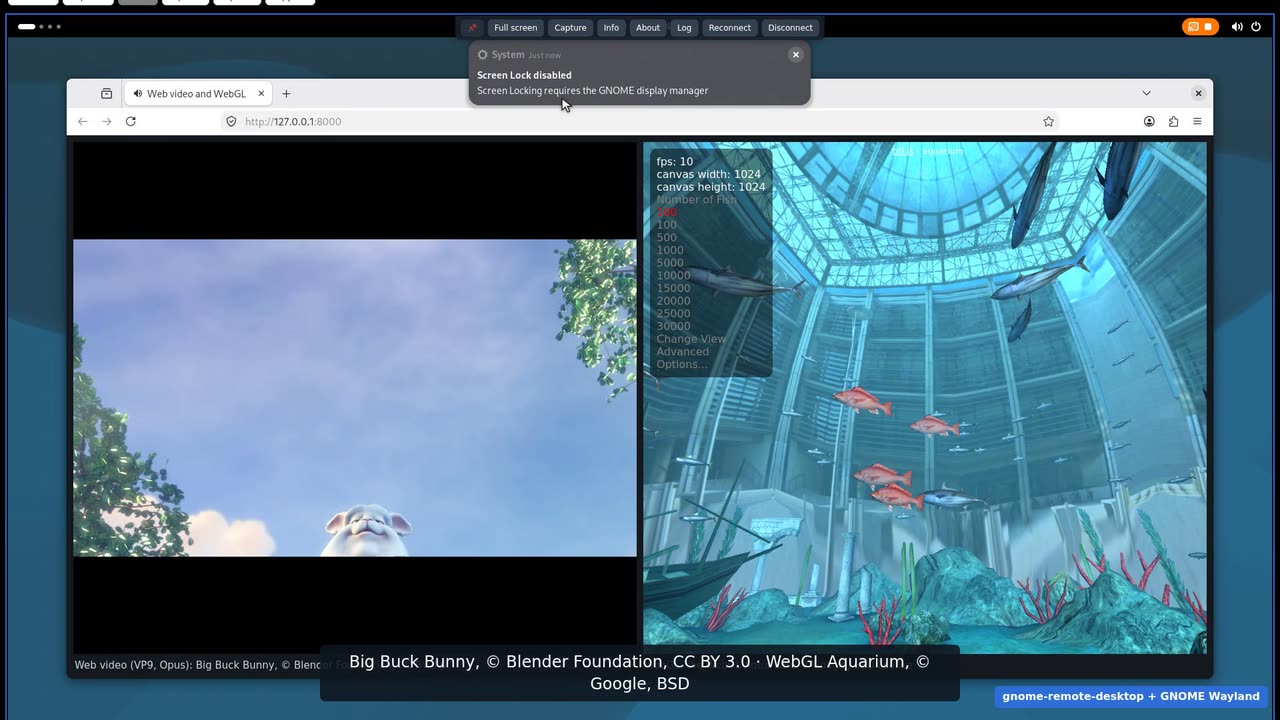 Full screen
Capture
Info
About
Log
Reconnect
Disconnect
System Just now
Screen Lock disabled
Screen Locking requires the GNOME display manager
Web video and WebGL
http://127.0.0.1:8000
fps: 10
canvas width: 1024
canvas height: 1024
Number of Fish
100
500
1000
5000
10000
15000
20000
25000
30000
Change View
Advanced
Options...
aquarium
Web video (VP9, Opus): Big Buck Bunny, © Blender
Big Buck Bunny, © Blender Foundation, CC BY 3.0 · WebGL Aquarium, ©
Google, BSD
gnome-remote-desktop + GNOME Wayland